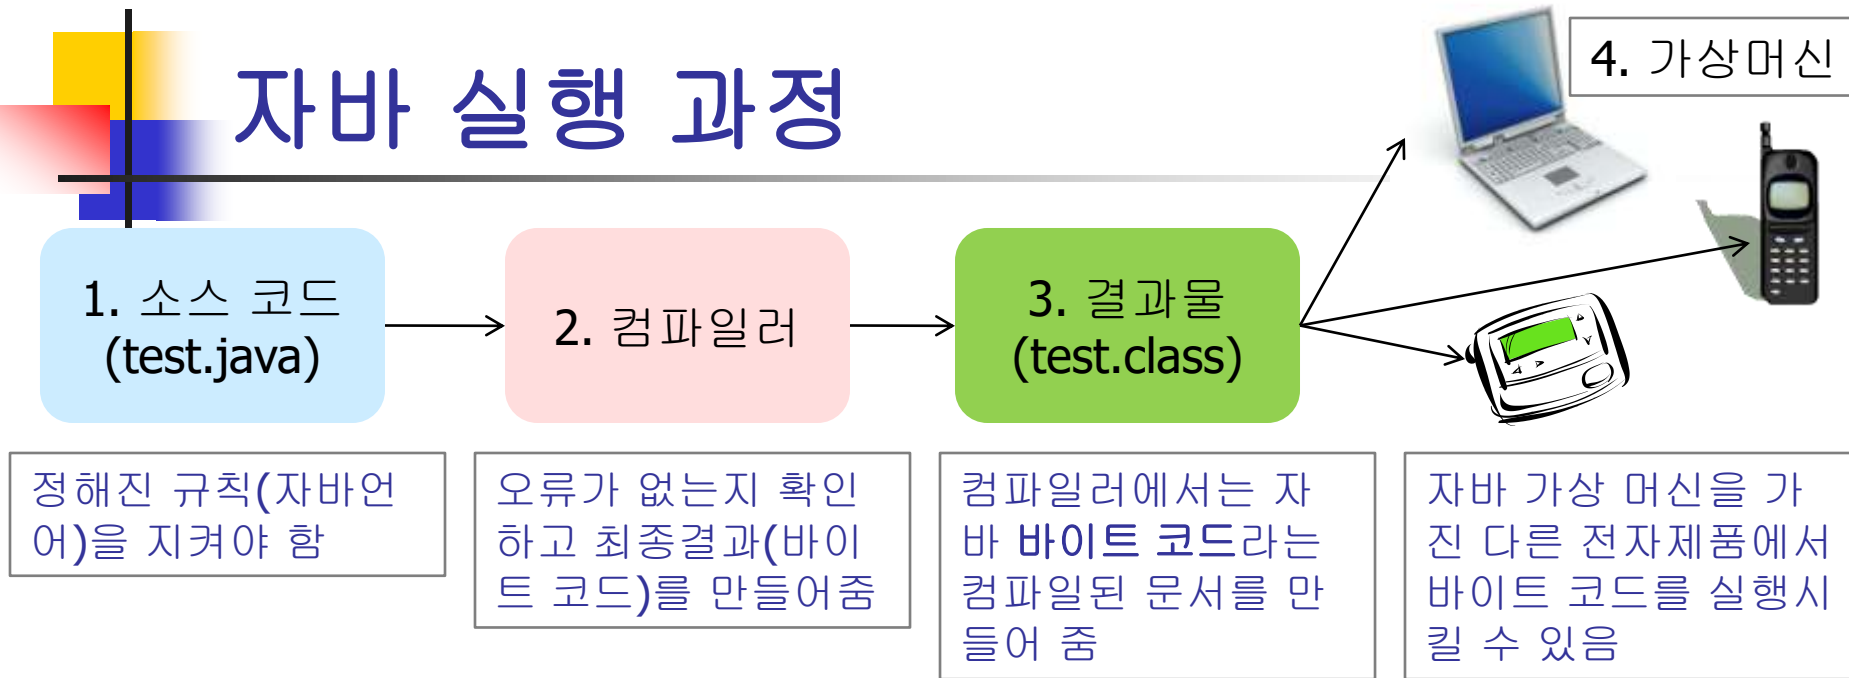 자바 실행 과정
4. 가상머신
1. 소스 코드
(test.java)
2. 컴파일러
3. 결과물
(test.class)
정해진 규칙(자바언
어)을 지켜야 함
오류가 없는지 확인
하고 최종결과(바이
트 코드)를 만들어줌
컴파일러에서는 자
바 바이트 코드라는
컴파일된 문서를 만
들어 줌
자바 가상 머신을 가
진 다른 전자제품에서
바이트 코드를 실행시
킬 수 있음